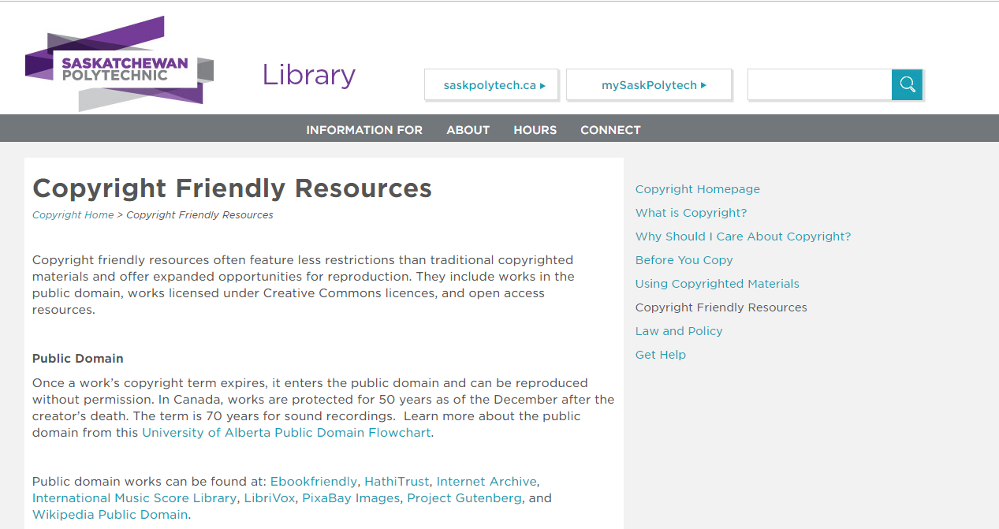 SASKATCHEWAN
POLYTECHNIC
Library
saskpolytech.ca
mySaskPolytech
INFORMATION FOR ABOUT HOURS CONNECT
Copyright Friendly Resources
Copyright Home > Copyright Friendly Resources
Copyright friendly resources often feature less restrictions than traditional copyrighted
materials and offer expanded opportunities for reproduction. They include works in the
public domain, works licensed under Creative Commons licences, and open access
resources.
Public Domain
Once a work’s copyright term expires, it enters the public domain and can be reproduced
without permission. In Canada, works are protected for 50 years as of the December after the
creator’s death. The term is 70 years for sound recordings.  Learn more about the public
domain from this University of Alberta Public Domain Flowchart.
Public domain works can be found at: Ebookfriendly, HathiTrust, Internet Archive,
International Music Score Library, LibriVox, PixaBay Images, Project Gutenberg, and
Wikipedia Public Domain.
Copyright Homepage
What is Copyright?
Why Should I Care About Copyright?
Before You Copy
Using Copyrighted Materials
Copyright Friendly Resources
Law and Policy
Get Help